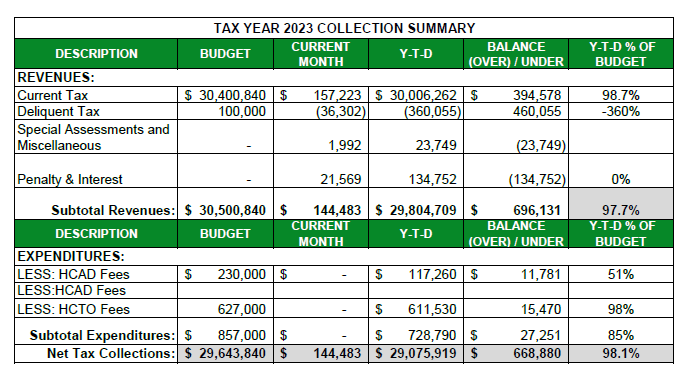 TAX YEAR 2023 COLLECTION SUMMARY
DESCRIPTION BUDGET CURRENT MONTH Y-T-D BALANCE (OVER) / UNDER Y-T-D % OF BUDGET
REVENUES:
Current Tax $ 30,400,840 $ 157,223 $ 30,006,262 $ 394,578 98.7%
Deliquent Tax 100,000 (36,302) (360,055) 460,055 -360%
Special Assessments and
Miscellaneous - 1,992 23,749 (23,749)
Penalty & Interest - 21,569 134,752 (134,752) 0%
Subtotal Revenues: $ 30,500,840 $ 144,483 $ 29,804,709 $ 696,131 97.7%
DESCRIPTION BUDGET CURRENT MONTH Y-T-D BALANCE (OVER) / UNDER Y-T-D % OF BUDGET
EXPENDITURES:
LESS: HCAD Fees $ 230,000 $ - $ 117,260 $ 11,781 51%
LESS:HCAD Fees
LESS: HCTO Fees 627,000 - $ 611,530 15,470 98%
Subtotal Expenditures: $ 857,000 $ - $ 728,790 $ 27,251 85%
Net Tax Collections: $ 29,643,840 $ 144,483 $ 29,075,919 $ 668,880 98.1%